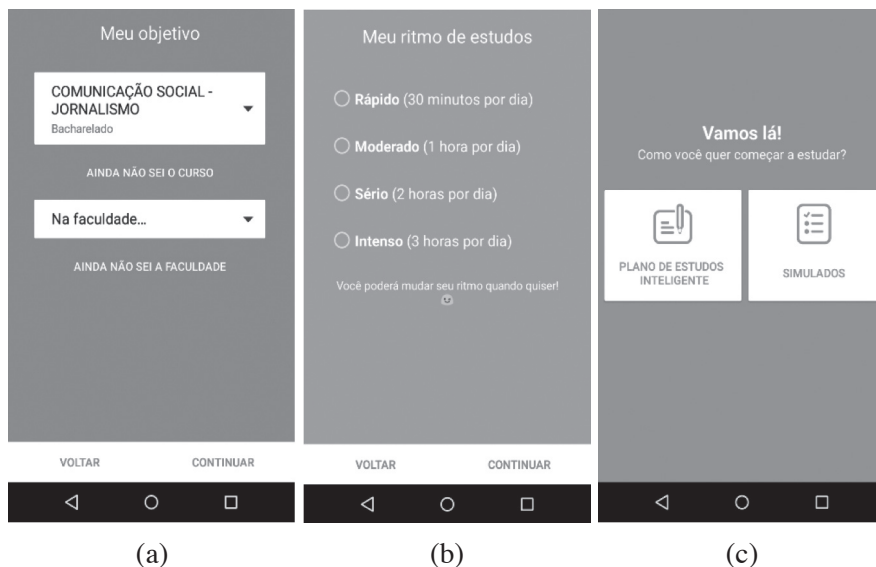 Meu objetivo
COMUNICAÇÃO SOCIAL -
JORNALISMO
Bacharelado
AINDA NÃO SEI O CURSO
Na faculdade...
AINDA NÃO SEI A FACULDADE
VOLTAR CONTINUAR
(a)
Meu ritmo de estudos
Rápido (30 minutos por dia)
Moderado (1 hora por dia)
Sério (2 horas por dia)
Intenso (3 horas por dia)
Você poderá mudar seu ritmo quando quiser!
VOLTAR CONTINUAR
(b)
Vamos lá!
Como você quer começar a estudar?
PLANO DE ESTUDOS
INTELIGENTE
SIMULADOS
(c)